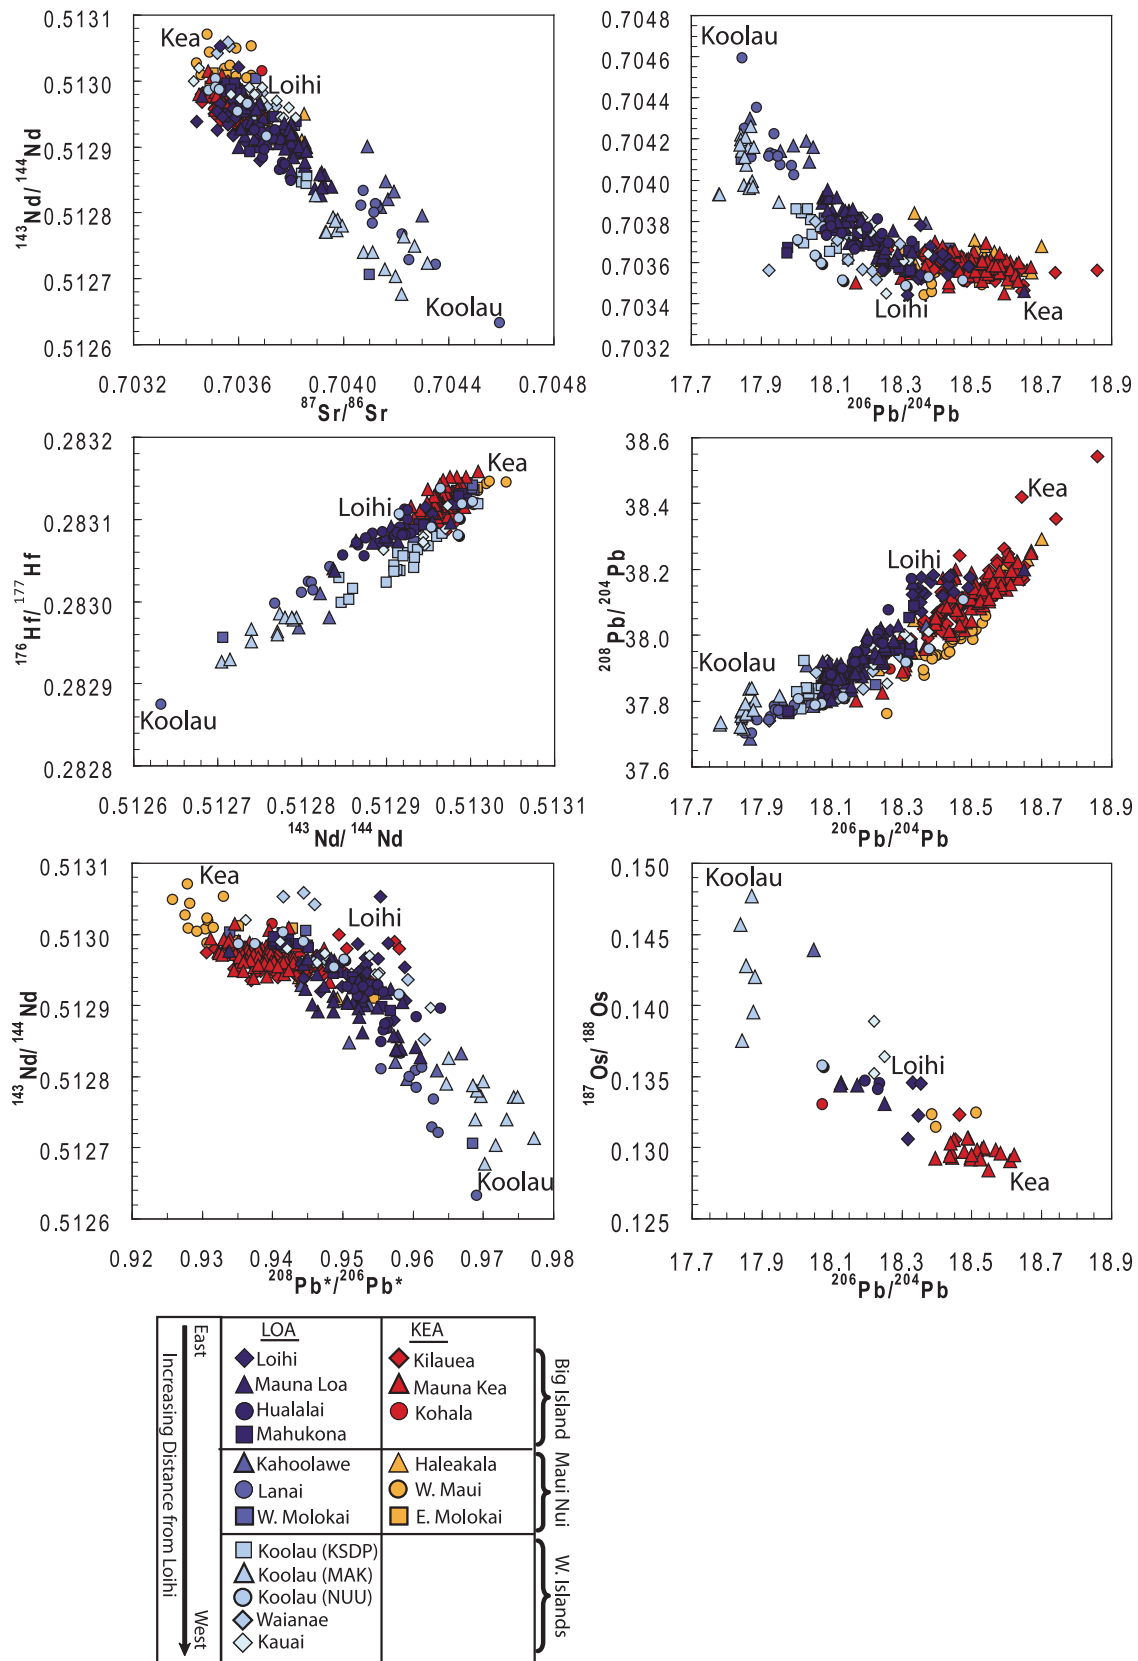 0.5131
0.5130
0.5129
0.5128
0.5127
0.5126
143Nd/ 144Nd
Kea
Loihi
Koolau
0.7032
0.7036
0.7040
0.7044
0.7048
87Sr/86Sr
0.7048
0.7046
0.7044
0.7042
0.7040
0.7038
0.7036
0.7034
0.7032
Koolau
Loihi
Kea
17.7
17.9
18.1
18.3
18.5
18.7
18.9
206Pb/204Pb
0.2832
0.2831
0.2830
0.2829
0.2828
176Hf/ 177Hf
Kea
Loihi
Koolau
0.5126
0.5127
0.5128
0.5129
0.5130
0.5131
143Nd/ 144Nd
38.6
38.4
38.2
38.0
37.8
37.6
208Pb/ 204Pb
Kea
Loihi
Koolau
17.7
17.9
18.1
18.3
18.5
18.7
18.9
206Pb/204Pb
0.5131
0.5130
0.5129
0.5128
0.5127
0.5126
143Nd/ 144Nd
Kea
Loihi
Koolau
0.92
0.93
0.94
0.95
0.96
0.97
0.98
208Pb*/206Pb*
0.150
0.145
0.140
0.135
0.130
0.125
187Os/ 188Os
Koolau
Loihi
Kea
17.7
17.9
18.1
18.3
18.5
18.7
18.9
206Pb/204Pb
East
Increasing Distance from Loihi
West
LOA
Loihi
Mauna Loa
Hualalai
Mahukona
KEA
Kilauea
Mauna Kea
Kohala
Big Island
Kahoolawe
Lanai
W. Molokai
Haleakala
W. Maui
E. Molokai
Maui Nui
Koolau (KSDP)
Koolau (MAK)
Koolau (NUU)
Waianae
Kauai
W. Islands